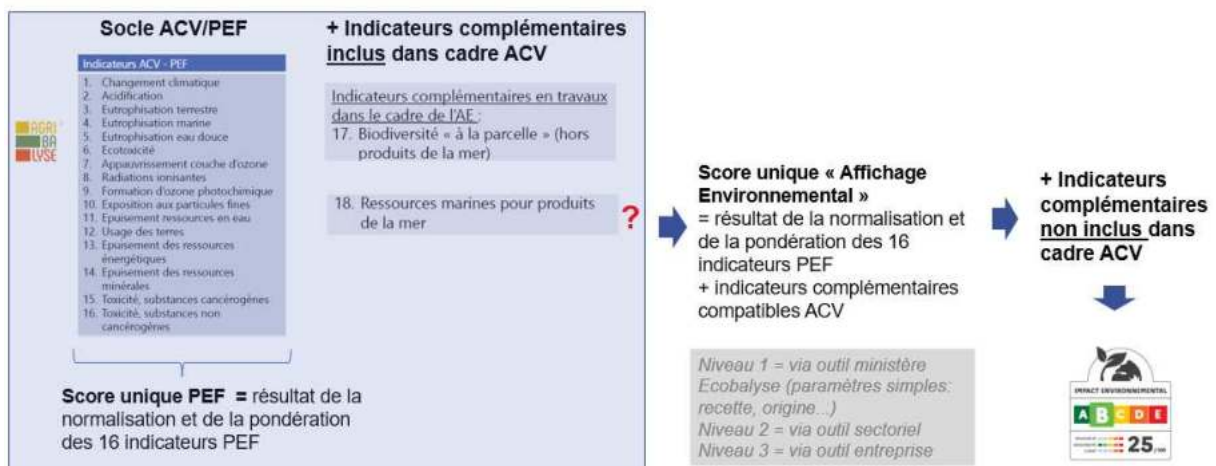 Socle ACV/PEF
Indicateurs ACV - PEF
1. Changement climatique
2. Acidification
3. Eutrophisation terrestre
4. Eutrophisation marine
5. Eutrophisation eau douce
6. Ecotoxicité
7. Appauvrissement couche d'ozone
8. Radiations ionisantes
9. Formation d'ozone photochimique
10. Exposition aux particules fines
11. Epuisement ressources en eau
12. Usage des terres
13. Epuisement des ressources
énergétiques
14. Epuisement des ressources
minérales
15. Toxicité, substances cancérogènes
16. Toxicité, substances non
cancérogènes
AGRI
BA
LYSE
Score unique PEF = résultat de la
normalisation et de la pondération
des 16 indicateurs PEF
+ Indicateurs complémentaires
inclus dans cadre ACV
Indicateurs complémentaires en travaux
dans le cadre de l'AE :
17. Biodiversité « à la parcelle » (hors
produits de la mer)
18. Ressources marines pour produits
de la mer
?
Score unique « Affichage
Environnemental »
= résultat de la normalisation et
de la pondération des 16
indicateurs PEF
+ indicateurs complémentaires
compatibles ACV
Niveau 1 = via outil ministère
Ecobalyse (paramètres simples:
recette, origine...)
Niveau 2 = via outil sectoriel
Niveau 3 = via outil entreprise
+ Indicateurs
complémentaires
non inclus dans
cadre ACV
IMPACT ENVIRONNEMENTAL
A B C D E
25